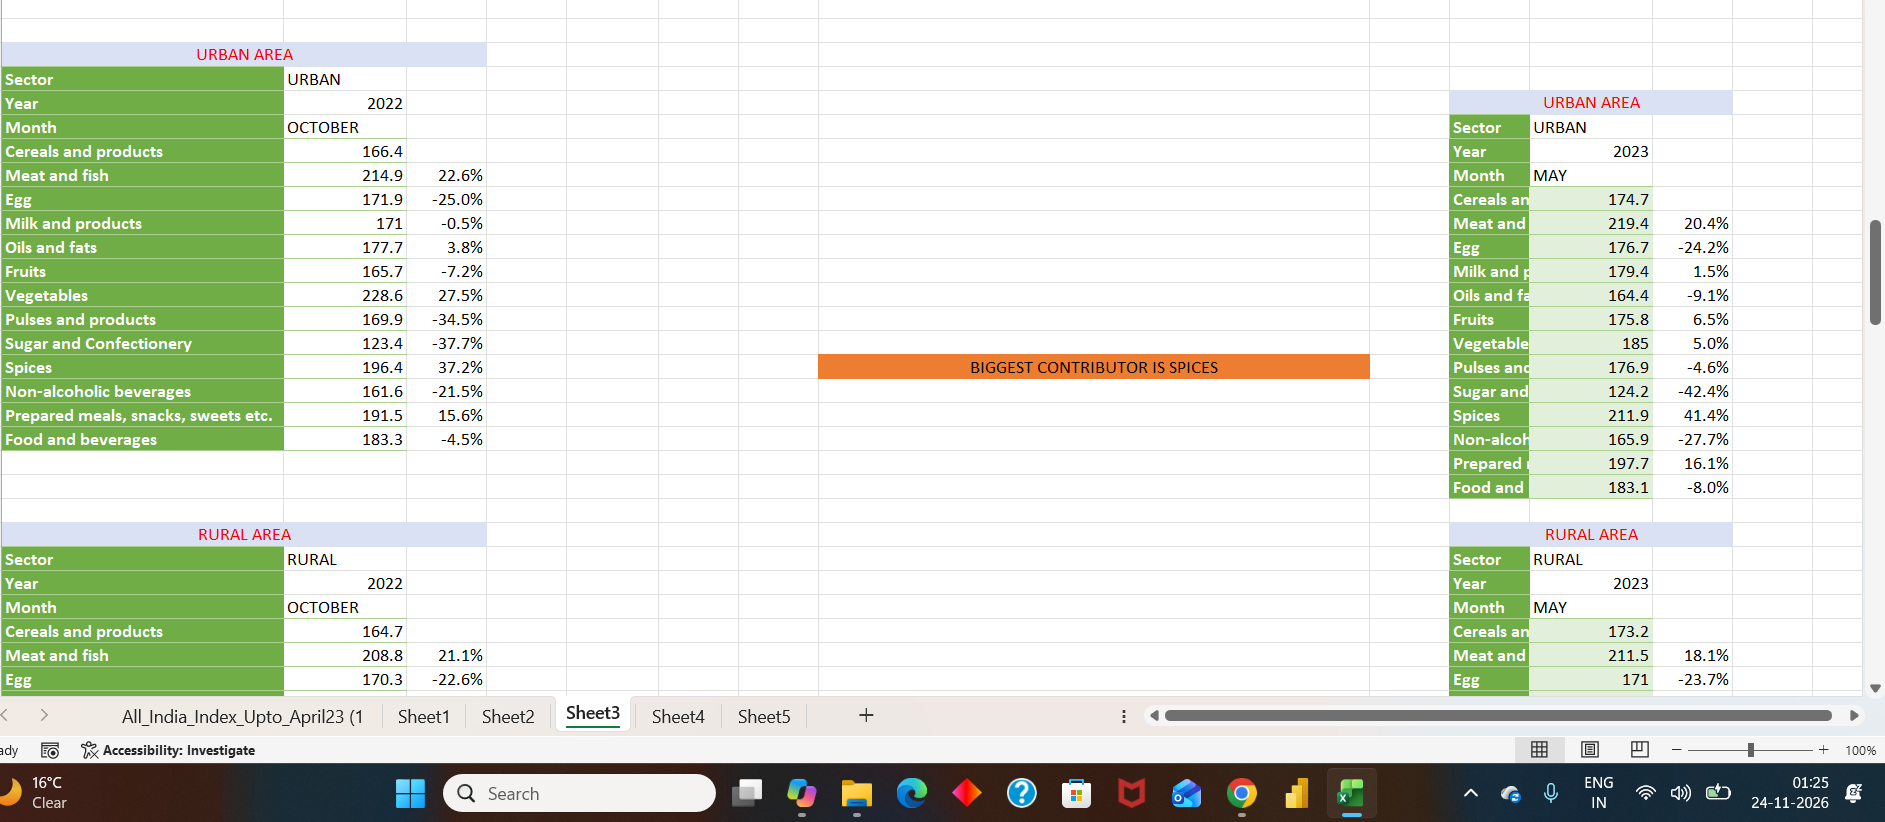 URBAN AREA
Sector URBAN
Year 2022
Month OCTOBER
Cereals and products 166.4
Meat and fish 214.9 22.6%
Egg 171.9 -25.0%
Milk and products 171 -0.5%
Oils and fats 177.7 3.8%
Fruits 165.7 -7.2%
Vegetables 228.6 27.5%
Pulses and products 169.9 -34.5%
Sugar and Confectionery 123.4 -37.7%
Spices 196.4 37.2%
Non-alcoholic beverages 161.6 -21.5%
Prepared meals, snacks, sweets etc. 191.5 15.6%
Food and beverages 183.3 -4.5%
BIGGEST CONTRIBUTOR IS SPICES
URBAN AREA
Sector URBAN
Year 2023
Month MAY
Cereals an 174.7
Meat and 219.4 20.4%
Egg 176.7 -24.2%
Milk and p 179.4 1.5%
Oils and fa 164.4 -9.1%
Fruits 175.8 6.5%
Vegetable 185 5.0%
Pulses and 176.9 -4.6%
Sugar and 124.2 -42.4%
Spices 211.9 41.4%
Non-alcoh 165.9 -27.7%
Prepared 197.7 16.1%
Food and 183.1 -8.0%
RURAL AREA
Sector RURAL
Year 2022
Month OCTOBER
Cereals and products 164.7
Meat and fish 208.8 21.1%
Egg 170.3 -22.6%
RURAL AREA
Sector RURAL
Year 2023
Month MAY
Cereals an 173.2
Meat and 211.5 18.1%
Egg 171 -23.7%
All_India_Index_Upto_April23 (1 Sheet1 Sheet2 Sheet3 Sheet4 Sheet5 +
ady Accessibility: Investigate 100%
16°C
Clear
Search
ENG
IN
01:25
24-11-2026